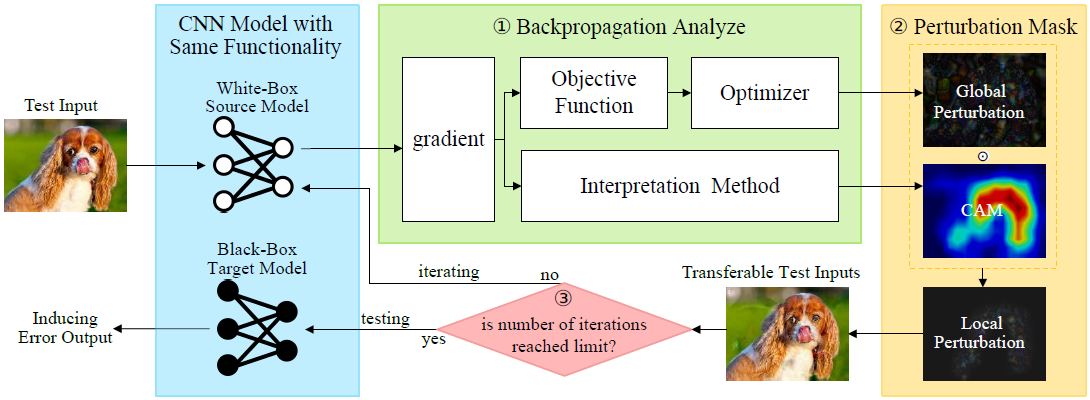 CNN Model with
Same Functionality
① Backpropagation Analyze
② Perturbation Mask
Test Input
White-Box
Source Model
gradient
Objective
Function
Optimizer
Interpretation Method
Global
Perturbation
⊙
CAM
Black-Box
Target Model
iterating
no
③
is number of iterations
reached limit?
testing
yes
Transferable Test Inputs
Local
Perturbation
Inducing
Error Output